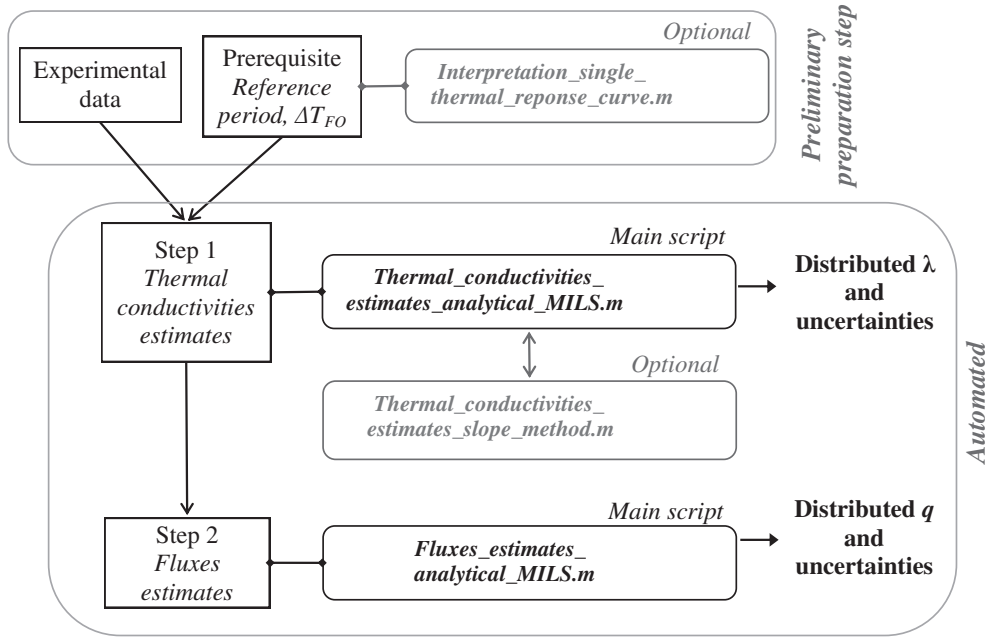 Optional
Preliminary
preparation step
Experimental
data
Prerequisite
Reference
period, ΔT_FO
Interpretation_single_
thermal_reponse_curve.m
Step 1
Thermal
conductivities
estimates
Main script
Thermal_conductivities_
estimates_analytical_MILS.m
Distributed λ
and
uncertainties
Optional
Thermal_conductivities_
estimates_slope_method.m
Automated
Step 2
Fluxes
estimates
Main script
Fluxes_estimates_
analytical_MILS.m
Distributed q
and
uncertainties